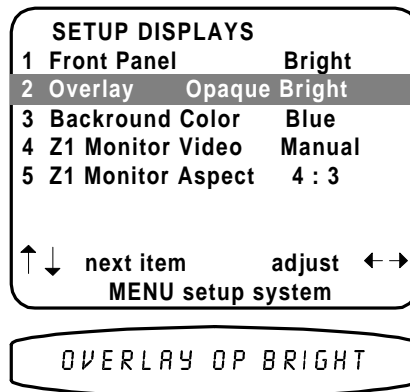 SETUP DISPLAYS
1 Front Panel Bright
2 Overlay Opaque Bright
3 Backround Color Blue
4 Z1 Monitor Video Manual
5 Z1 Monitor Aspect 4 : 3
↑↓ next item adjust ←→
MENU setup system
OVERLAY OP BRIGHT